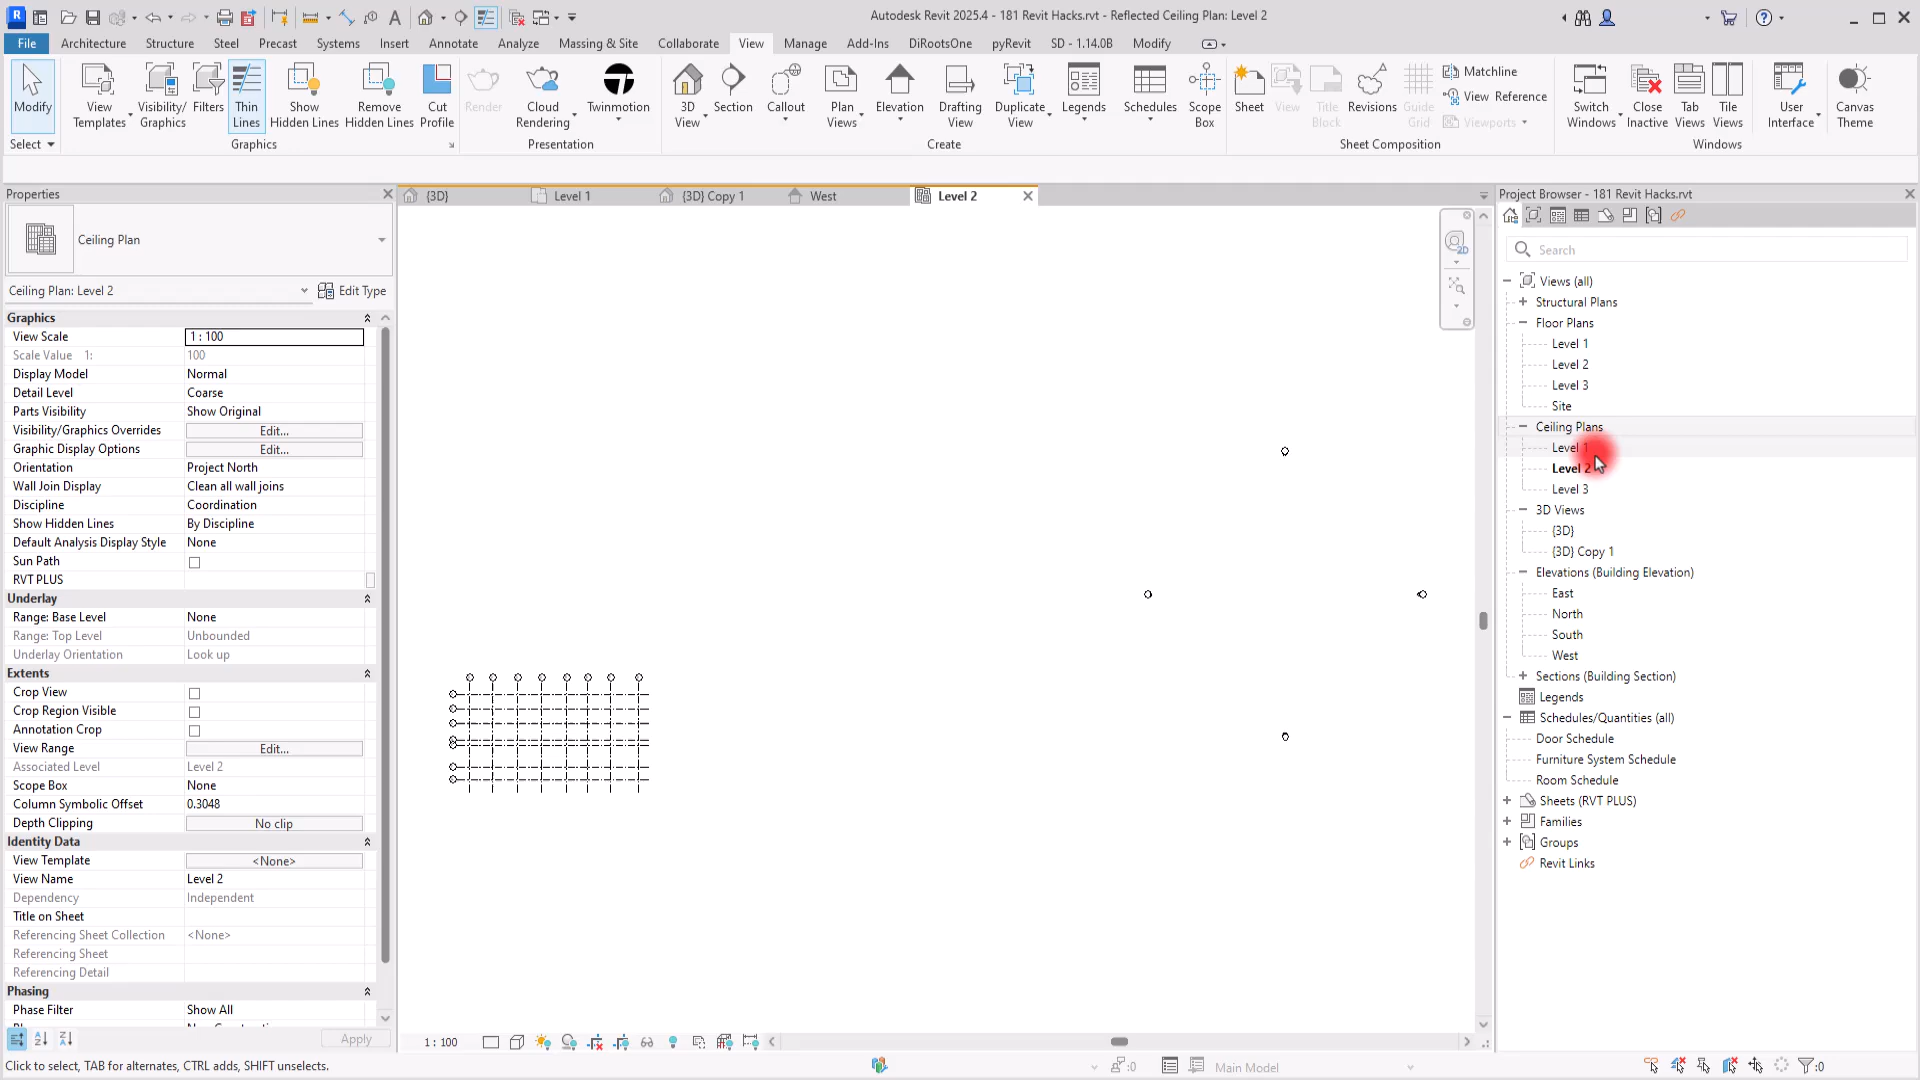 Autodesk Revit 2025.4 - 181 Revit Hacks.rvt - Reflected Ceiling Plan: Level 2
File Architecture Structure Steel Precast Systems Insert Annotate Analyze Massing & Site Collaborate View Manage Add-Ins DiRootsOne pyRevit SD - 1.14.0B Modify
Modify
View Templates
Visibility/ Graphics
Filters
Thin Lines
Show Hidden Lines
Remove Hidden Lines
Cut Profile
Render
Cloud Rendering
Twinmotion
3D View
Section
Callout
Plan Views
Elevation
Drafting View
Duplicate View
Legends
Schedules
Scope Box
Sheet
View
Title Block
Revisions
Guide Grid
Matchline
View Reference
Viewports
Switch Windows
Close Inactive
Tab Views
Tile Views
User Interface
Canvas Theme
Select Graphics Presentation Create Sheet Composition Windows
Properties
Ceiling Plan
Ceiling Plan: Level 2 Edit Type
Graphics
View Scale 1 : 100
Scale Value 1: 100
Display Model Normal
Detail Level Coarse
Parts Visibility Show Original
Visibility/Graphics Overrides Edit...
Graphic Display Options Edit...
Orientation Project North
Wall Join Display Clean all wall joins
Discipline Coordination
Show Hidden Lines By Discipline
Default Analysis Display Style None
Sun Path
RVT PLUS
Underlay
Range: Base Level None
Range: Top Level Unbounded
Underlay Orientation Look up
Extents
Crop View
Crop Region Visible
Annotation Crop
View Range Edit...
Associated Level Level 2
Scope Box None
Column Symbolic Offset 0.3048
Depth Clipping No clip
Identity Data
View Template <None>
View Name Level 2
Dependency Independent
Title on Sheet
Referencing Sheet Collection <None>
Referencing Sheet
Referencing Detail
Phasing
Phase Filter Show All
Apply
{3D} Level 1 {3D} Copy 1 West Level 2
2D
1 : 100
Project Browser - 181 Revit Hacks.rvt
Search
Views (all)
Structural Plans
Floor Plans
Level 1
Level 2
Level 3
Site
Ceiling Plans
Level 1
Level 2
Level 3
3D Views
{3D}
{3D} Copy 1
Elevations (Building Elevation)
East
North
South
West
Sections (Building Section)
Legends
Schedules/Quantities (all)
Door Schedule
Furniture System Schedule
Room Schedule
Sheets (RVT PLUS)
Families
Groups
Revit Links
Click to select, TAB for alternates, CTRL adds, SHIFT unselects. :0 Main Model :0